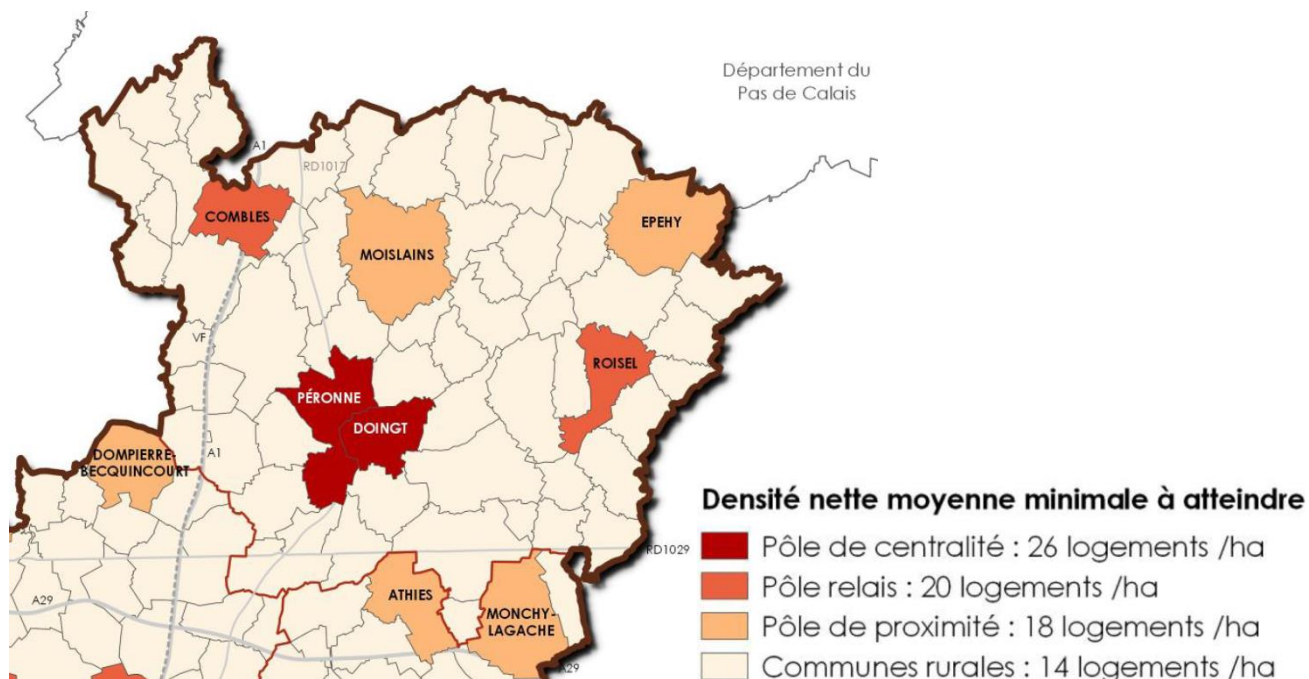 Département du
Pas de Calais
A1
RD1017
COMBLES
EPEHY
MOISLAINS
VF
ROISEL
PÉRONNE
DOINGT
DOMPIERRE-
BECQUINCOURT
A1
RD1029
A29
ATHIES
MONCHY-
LAGACHE
A29
Densité nette moyenne minimale à atteindre
Pôle de centralité : 26 logements /ha
Pôle relais : 20 logements /ha
Pôle de proximité : 18 logements /ha
Communes rurales : 14 logements /ha